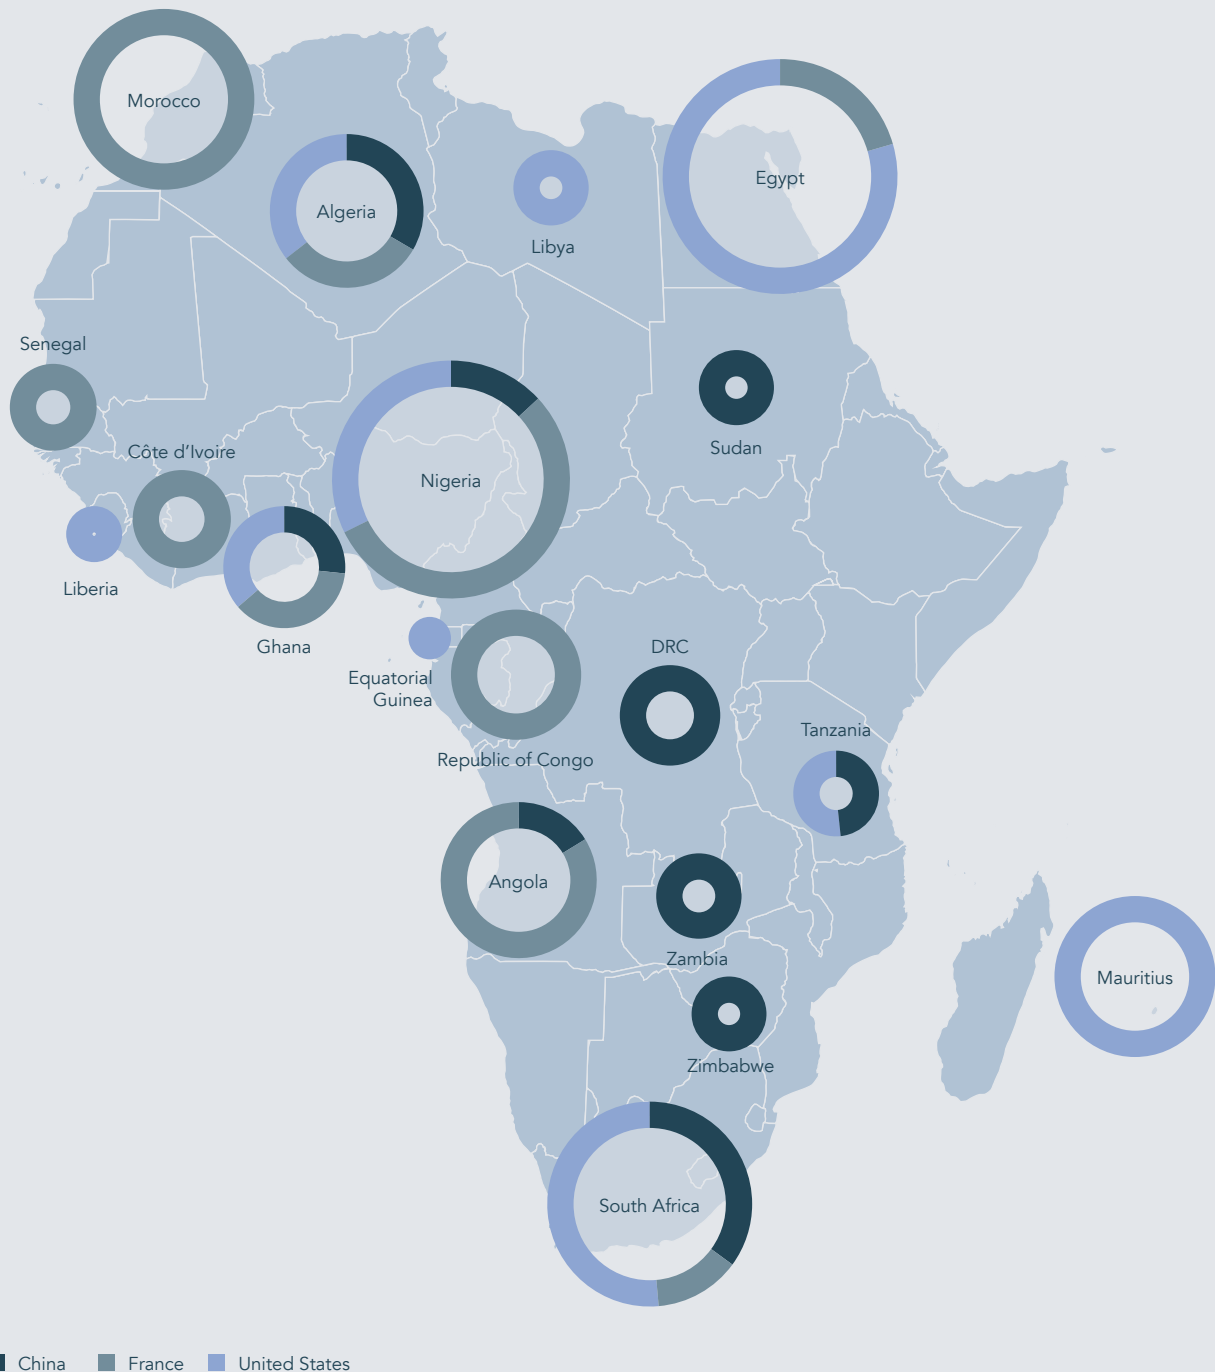 Morocco
Egypt
Algeria
Libya
Senegal
Côte d’Ivoire
Sudan
Nigeria
Liberia
Ghana
DRC
Equatorial
Guinea
Tanzania
Republic of Congo
Angola
Zambia
Mauritius
Zimbabwe
South Africa
China France United States